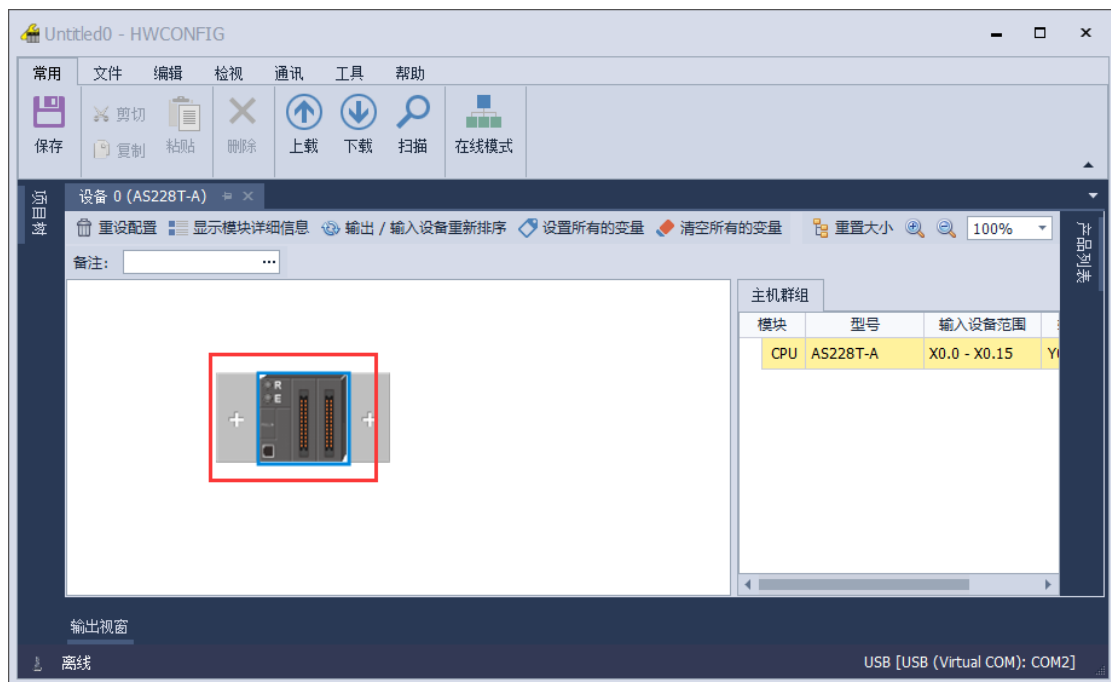 Untitled0 - HWCONFIG
常用 文件 编辑 检视 通讯 工具 帮助
剪切
保存 复制 粘贴 删除 上载 下载 扫描 在线模式
项目树
设备 0 (AS228T-A)
重设配置 显示模块详细信息 输出 / 输入设备重新排序 设置所有的变量 清空所有的变量 重置大小 100%
产品列表
备注: ...
主机群组
模块 型号 输入设备范围
CPU AS228T-A X0.0 - X0.15
R
E
输出视窗
离线 USB [USB (Virtual COM): COM2]